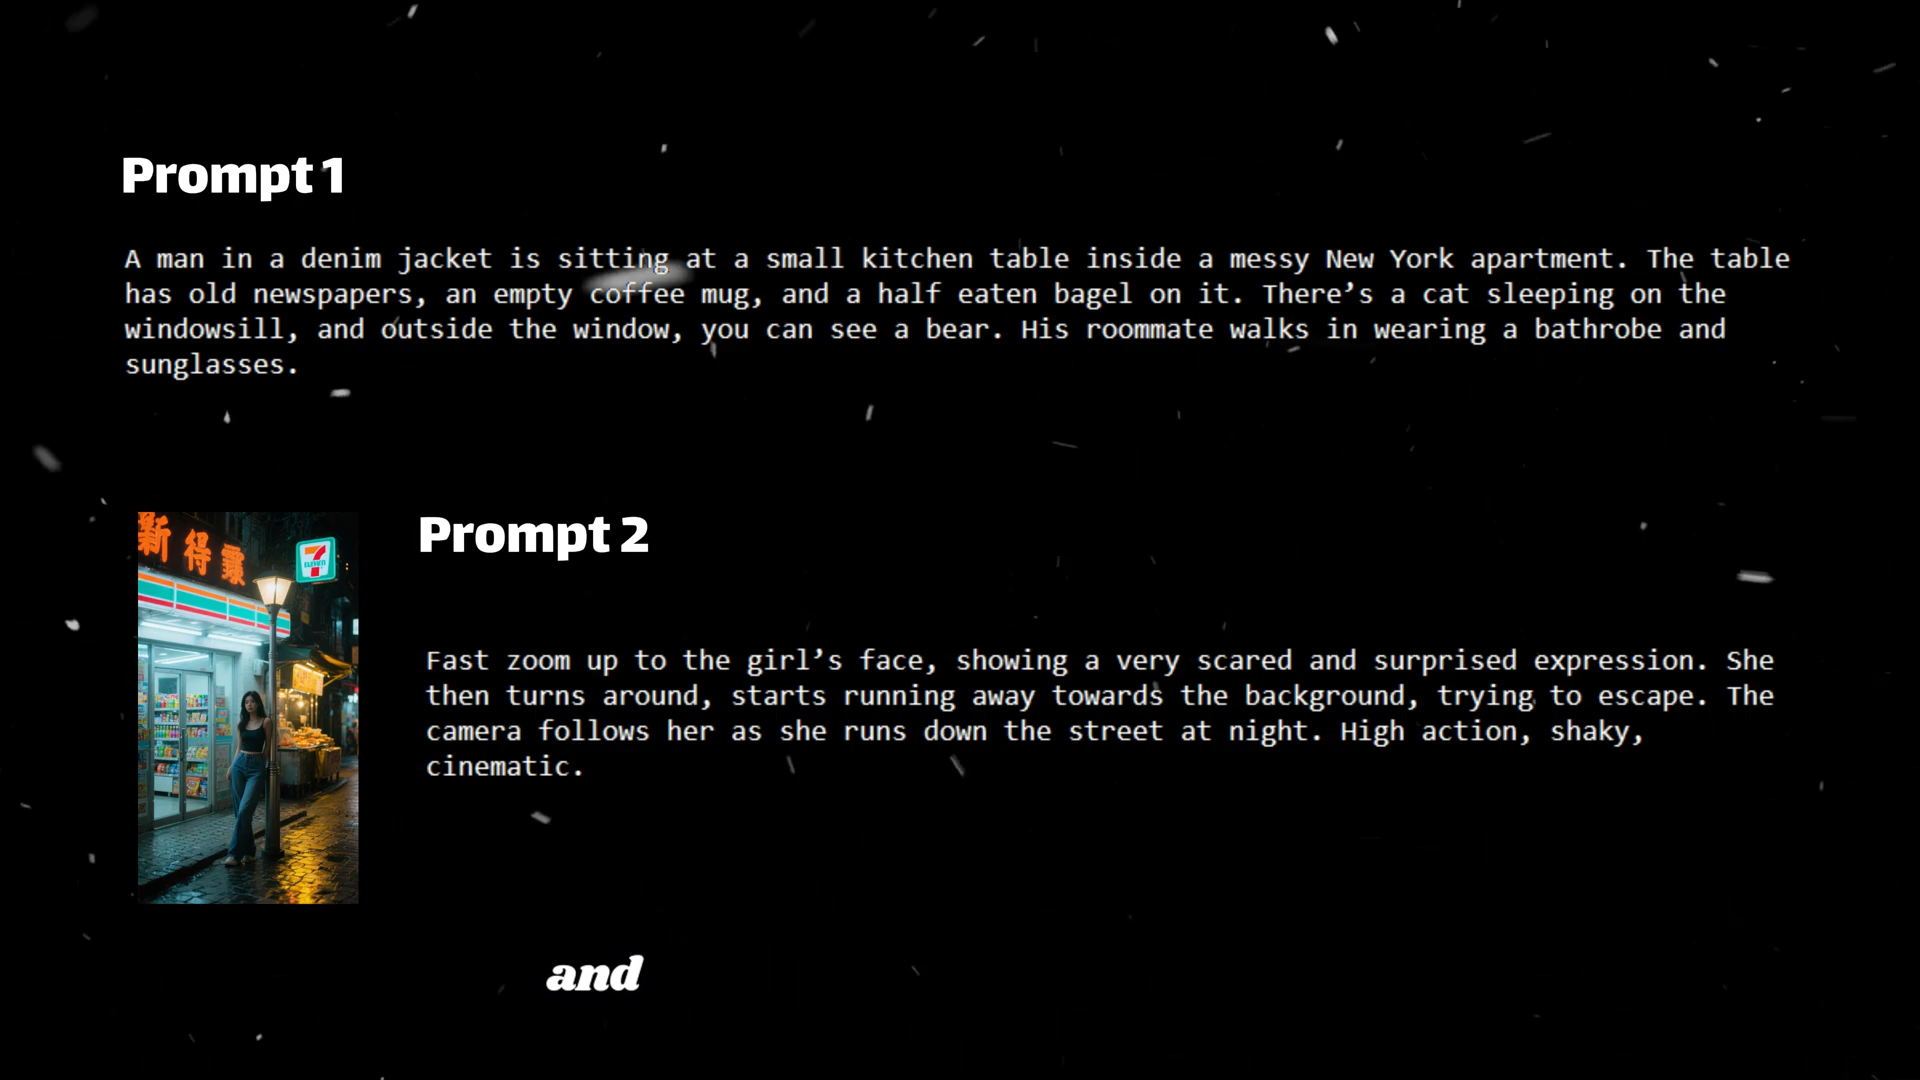 Prompt 1
A man in a denim jacket is sitting at a small kitchen table inside a messy New York apartment. The table
has old newspapers, an empty coffee mug, and a half eaten bagel on it. There’s a cat sleeping on the
windowsill, and outside the window, you can see a bear. His roommate walks in wearing a bathrobe and
sunglasses.
新得
7
Prompt 2
Fast zoom up to the girl’s face, showing a very scared and surprised expression. She
then turns around, starts running away towards the background, trying to escape. The
camera follows her as she runs down the street at night. High action, shaky,
cinematic.
and